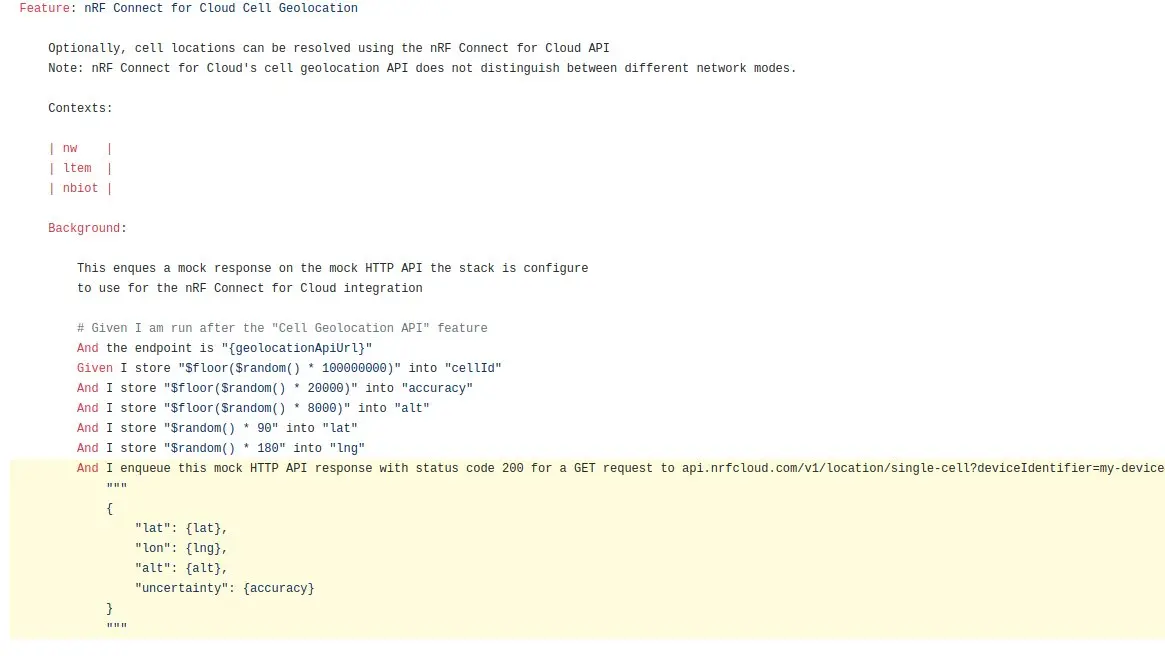 Feature: nRF Connect for Cloud Cell Geolocation
Optionally, cell locations can be resolved using the nRF Connect for Cloud API
Note: nRF Connect for Cloud's cell geolocation API does not distinguish between different network modes.
Contexts:
| nw    |
| ltem  |
| nbiot |
Background:
This enques a mock response on the mock HTTP API the stack is configure
to use for the nRF Connect for Cloud integration
# Given I am run after the "Cell Geolocation API" feature
And the endpoint is "{geolocationApiUrl}"
Given I store "$floor($random() * 100000000)" into "cellId"
And I store "$floor($random() * 20000)" into "accuracy"
And I store "$floor($random() * 8000)" into "alt"
And I store "$random() * 90" into "lat"
And I store "$random() * 180" into "lng"
And I enqueue this mock HTTP API response with status code 200 for a GET request to api.nrfcloud.com/v1/location/single-cell?deviceIdentifier=my-device
"""
{
"lat": {lat},
"lon": {lng},
"alt": {alt},
"uncertainty": {accuracy}
}
"""